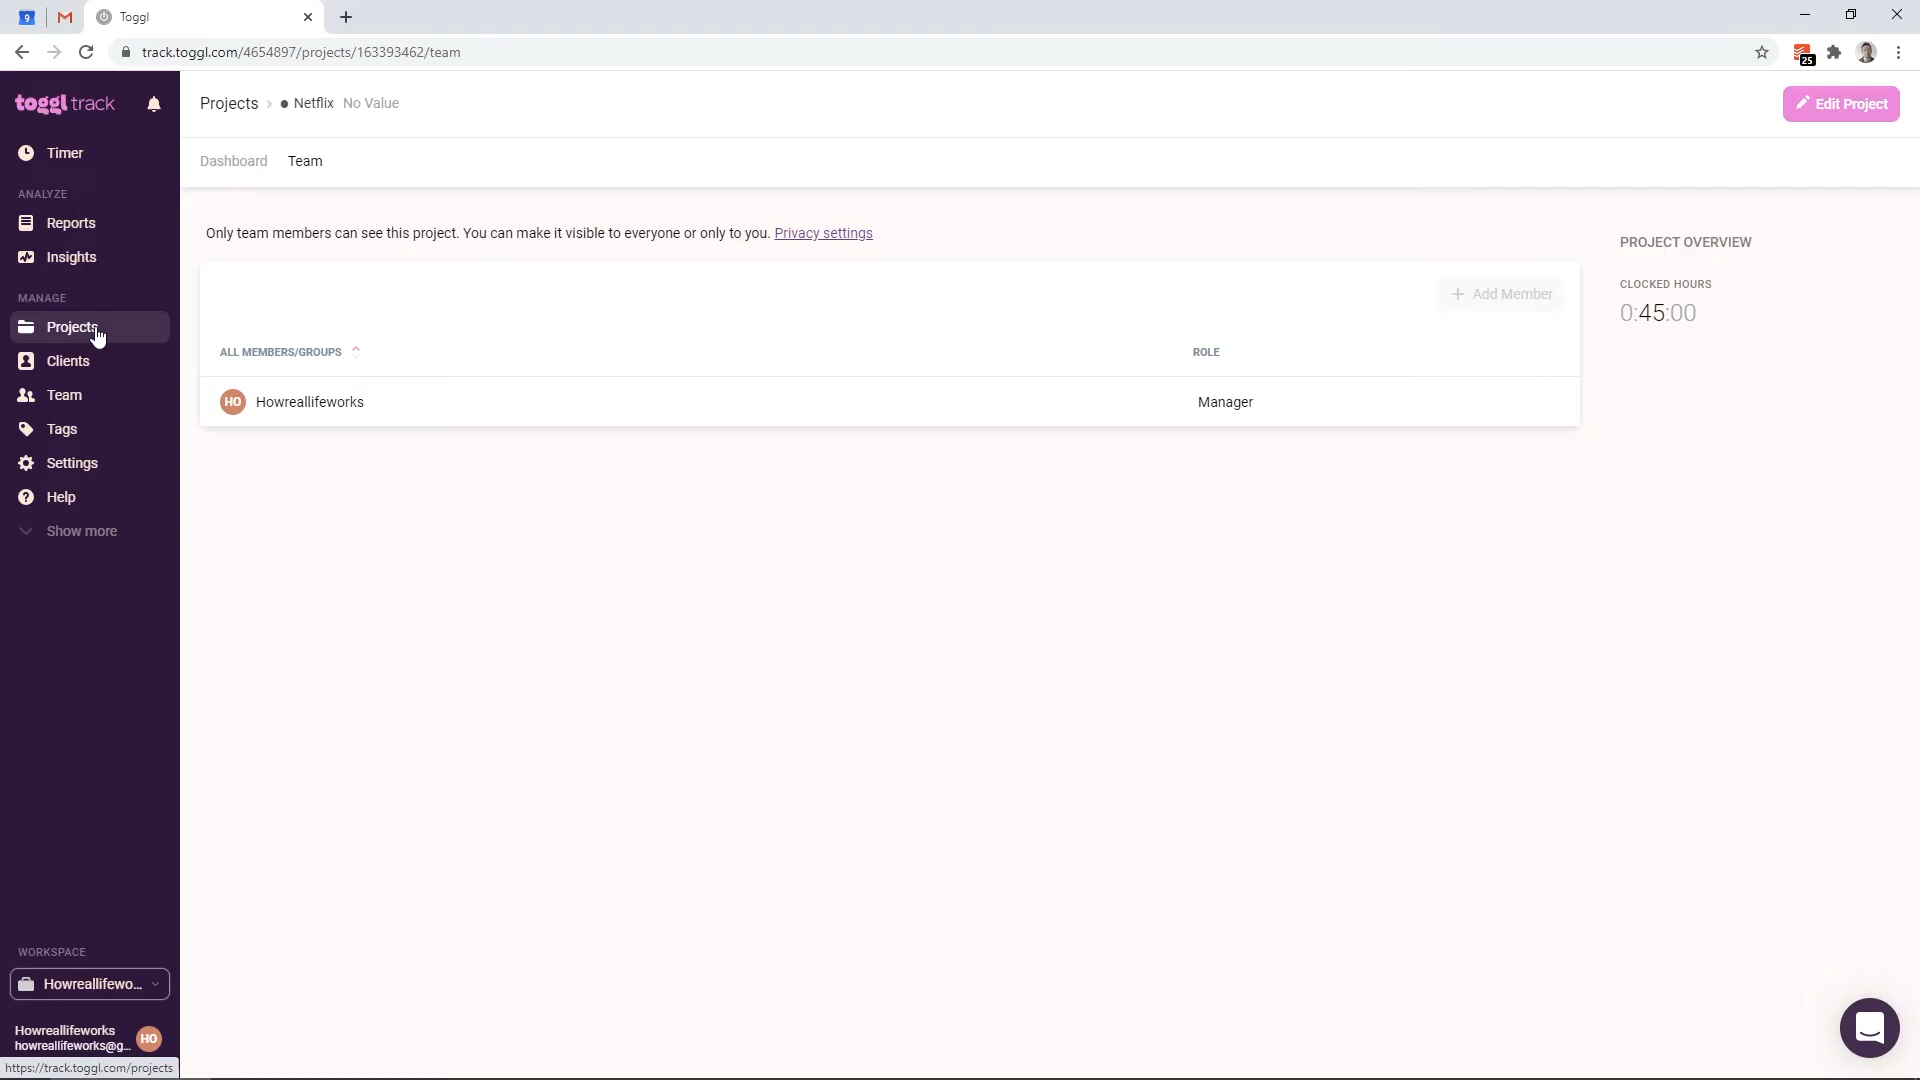 9
Toggl
track.toggl.com/4654897/projects/163393462/team
25
toggl track
Projects
Netflix No Value
Edit Project
Timer
Dashboard Team
ANALYZE
Reports
Insights
MANAGE
Projects
Clients
Team
Tags
Settings
Help
Show more
Only team members can see this project. You can make it visible to everyone or only to you. Privacy settings
Add Member
ALL MEMBERS/GROUPS ROLE
HO Howreallifeworks Manager
PROJECT OVERVIEW
CLOCKED HOURS
0:45:00
WORKSPACE
Howreallifewo...
Howreallifeworks
howreallifeworks@g...
HO
https://track.toggl.com/projects